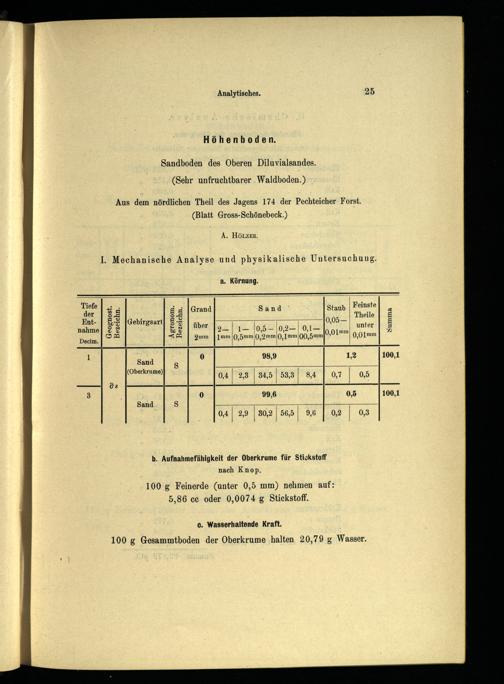 Analytisches. 25
Höhenboden.
Sandboden des Oberen Diluvialsandes.
(Sehr unfruchtbarer Waldboden.)
Aus dem nördlichen Theil des Jagens 174 der Pechteicher Forst.
(Blatt Gross-Schönebeck.)
A. Hölzer.
I. Mechanische Analyse und physikalische Untersuchung.
a. Körnung.
Tiefe der Ent-nahme Decim. | Geognost. Bezeichn. | Gebirgsart | Agronom. Bezeichn. | Grand über 2mm | Sand | Staub 0,05—0,01mm | Feinste Theile unter 0,01mm | Summa
2—1mm | 1—0,5mm | 0,5—0,2mm | 0,2—0,1mm | 0,1—0,05mm
1 | ∂s | Sand (Oberkrume) | S | 0 | 98,9 | 1,2 | 100,1
0,4 | 2,3 | 34,5 | 53,3 | 8,4 | 0,7 | 0,5
3 | Sand | S | 0 | 99,6 | 0,5 | 100,1
0,4 | 2,9 | 30,2 | 56,5 | 9,6 | 0,2 | 0,3
b. Aufnahmefähigkeit der Oberkrume für Stickstoff
nach Knop.
100 g Feinerde (unter 0,5 mm) nehmen auf:
5,86 cc oder 0,0074 g Stickstoff.
c. Wasserhaltende Kraft.
100 g Gesammtboden der Oberkrume halten 20,79 g Wasser.